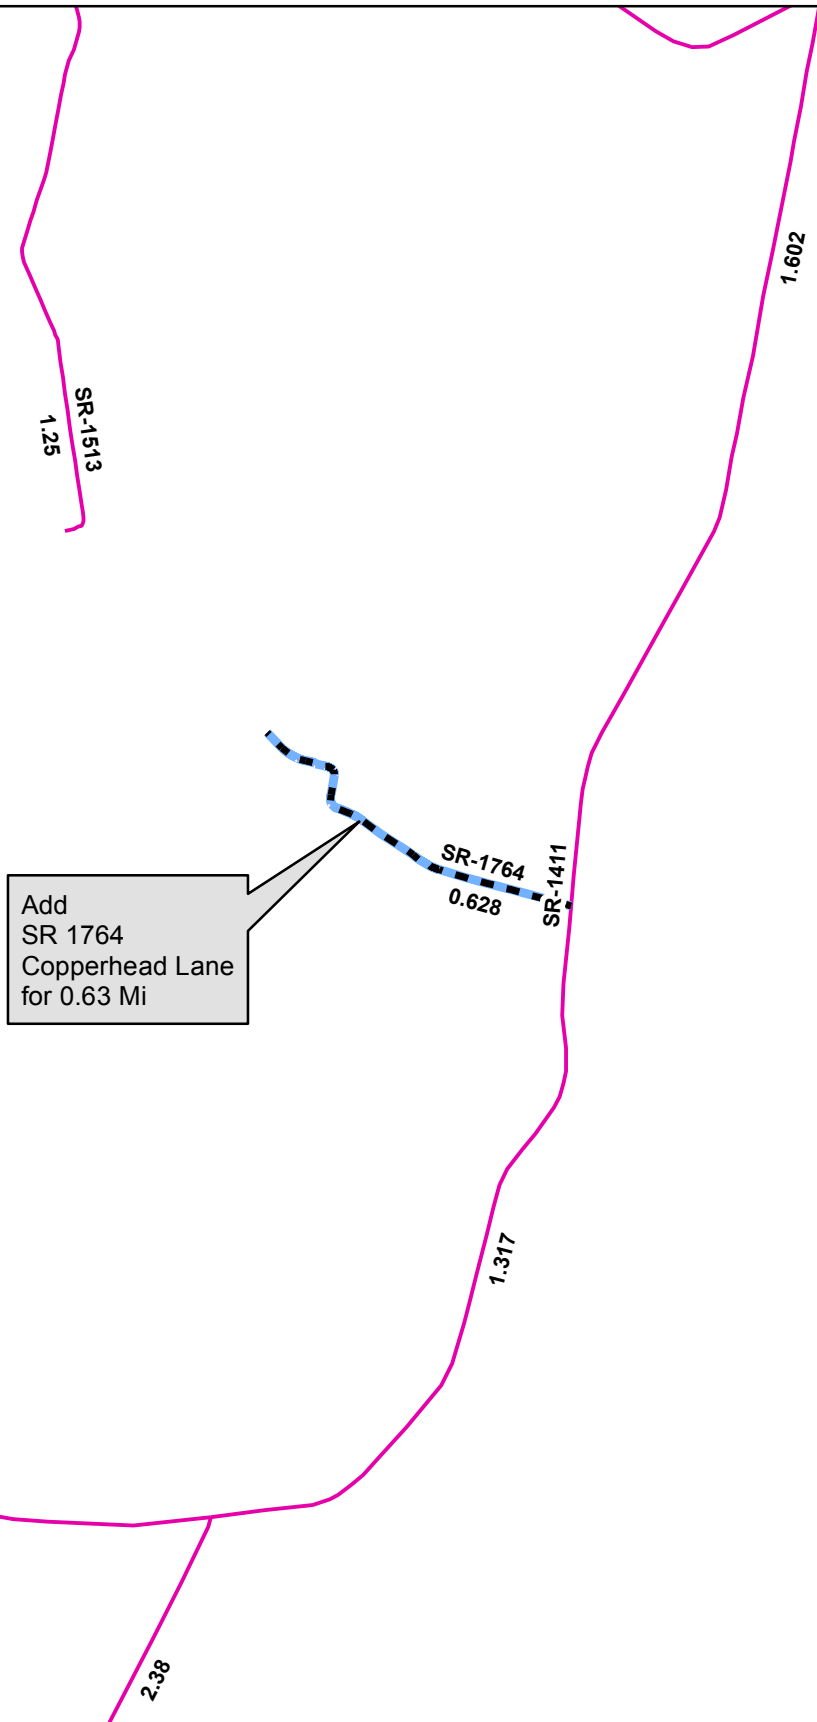 1.602
SR-1513
1.25
SR-1764
0.628
SR-1411
Add
SR 1764
Copperhead Lane
for 0.63 Mi
1.317
2.38